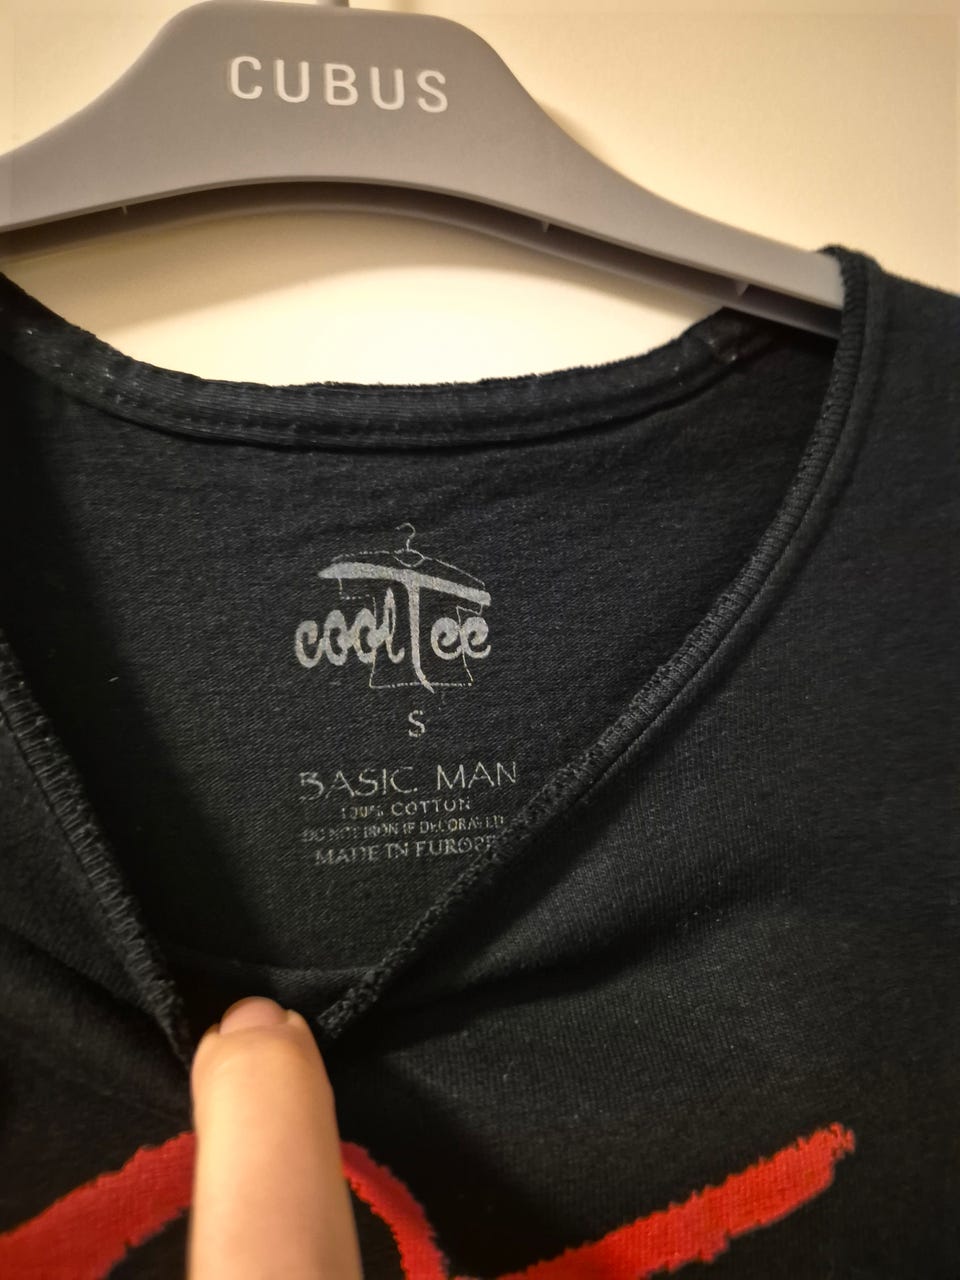 CUBUS
coolTee
S
BASIC MAN
100% COTTON
DO NOT IRON IF DECORATED
MADE IN EUROPE